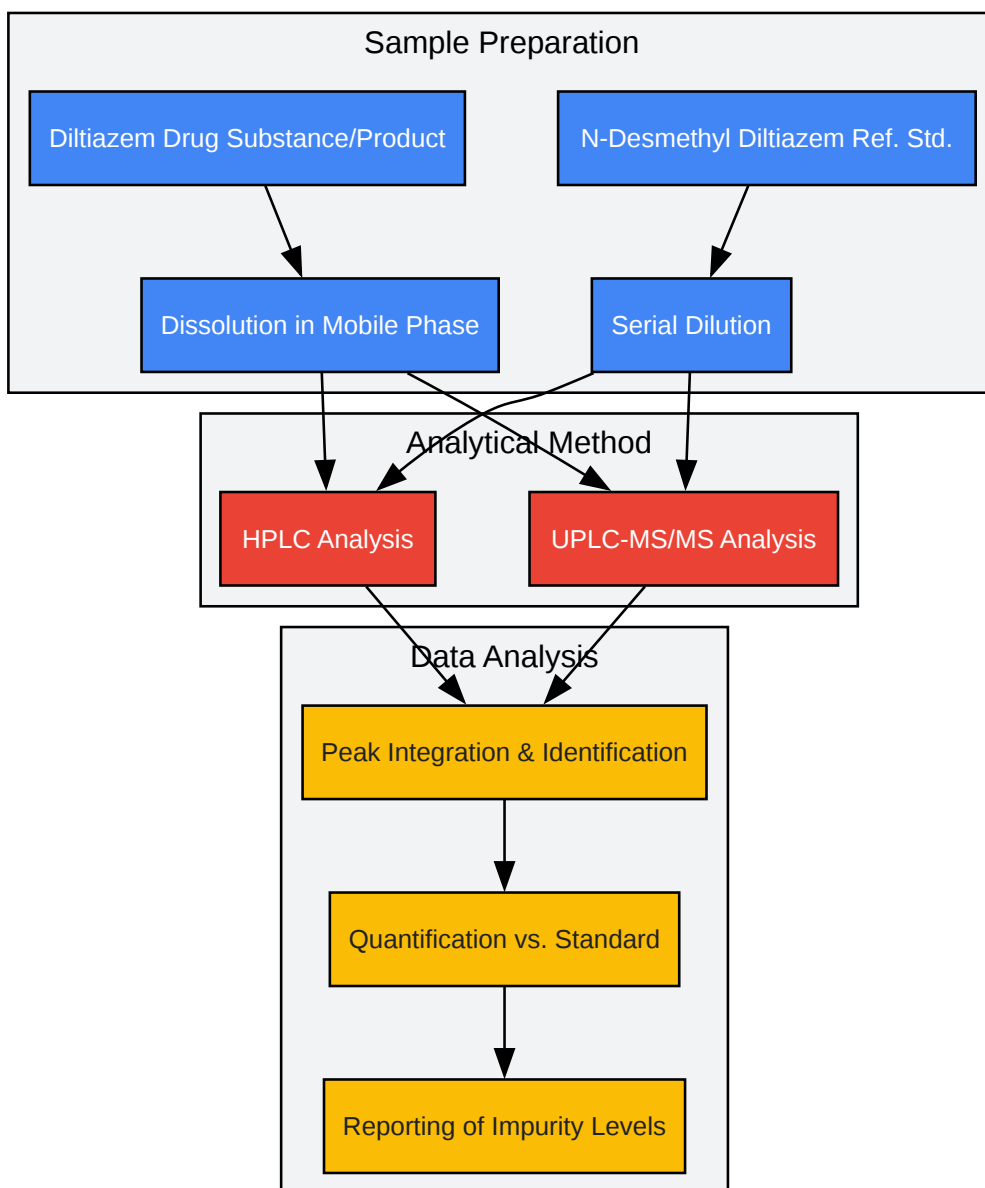 Sample Preparation
Diltiazem Drug Substance/Product
N-Desmethyl Diltiazem Ref. Std.
Dissolution in Mobile Phase
Serial Dilution
Analytical Method
HPLC Analysis
UPLC-MS/MS Analysis
Data Analysis
Peak Integration & Identification
Quantification vs. Standard
Reporting of Impurity Levels